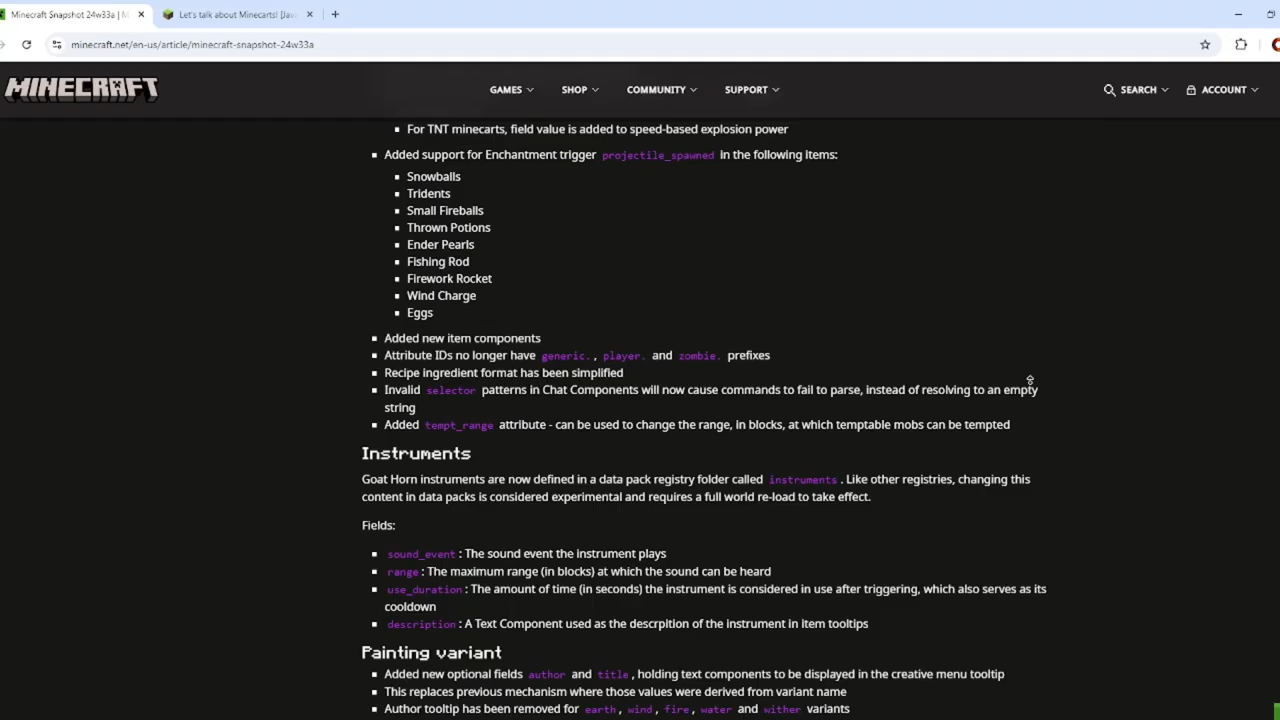 Minecraft Snapshot 24w33a | M
Let's talk about Minecarts! [Jav
minecraft.net/en-us/article/minecraft-snapshot-24w33a
MINECRAFT
GAMES
SHOP
COMMUNITY
SUPPORT
SEARCH
ACCOUNT
For TNT minecarts, field value is added to speed-based explosion power
Added support for Enchantment trigger projectile_spawned in the following items:
Snowballs
Tridents
Small Fireballs
Thrown Potions
Ender Pearls
Fishing Rod
Firework Rocket
Wind Charge
Eggs
Added new item components
Attribute IDs no longer have generic. , player. and zombie. prefixes
Recipe ingredient format has been simplified
Invalid selector patterns in Chat Components will now cause commands to fail to parse, instead of resolving to an empty
string
Added tempt_range attribute - can be used to change the range, in blocks, at which temptable mobs can be tempted
Instruments
Goat Horn instruments are now defined in a data pack registry folder called instruments . Like other registries, changing this
content in data packs is considered experimental and requires a full world re-load to take effect.
Fields:
sound_event : The sound event the instrument plays
range : The maximum range (in blocks) at which the sound can be heard
use_duration : The amount of time (in seconds) the instrument is considered in use after triggering, which also serves as its
cooldown
description : A Text Component used as the descrpition of the instrument in item tooltips
Painting variant
Added new optional fields author and title , holding text components to be displayed in the creative menu tooltip
This replaces previous mechanism where those values were derived from variant name
Author tooltip has been removed for earth , wind , fire , water and wither variants